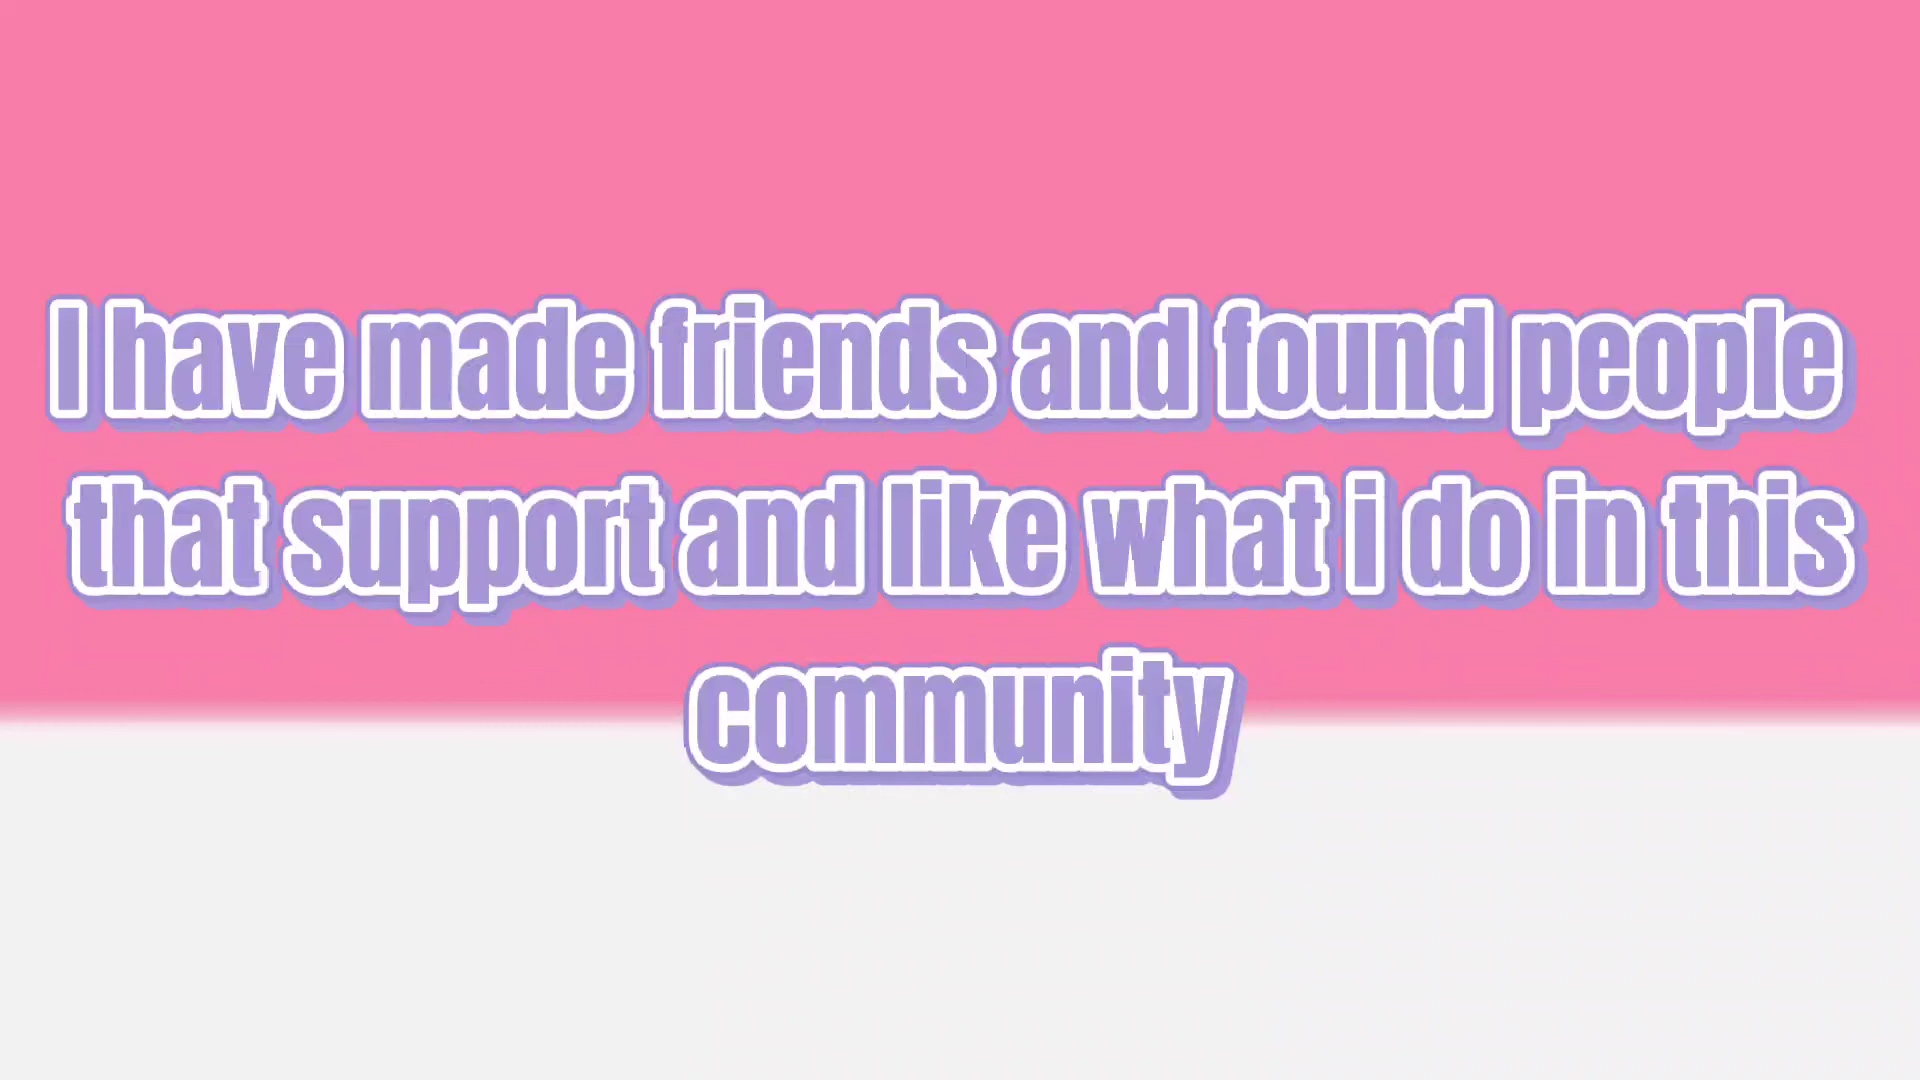 I have made friends and found people
that support and like what i do in this
community